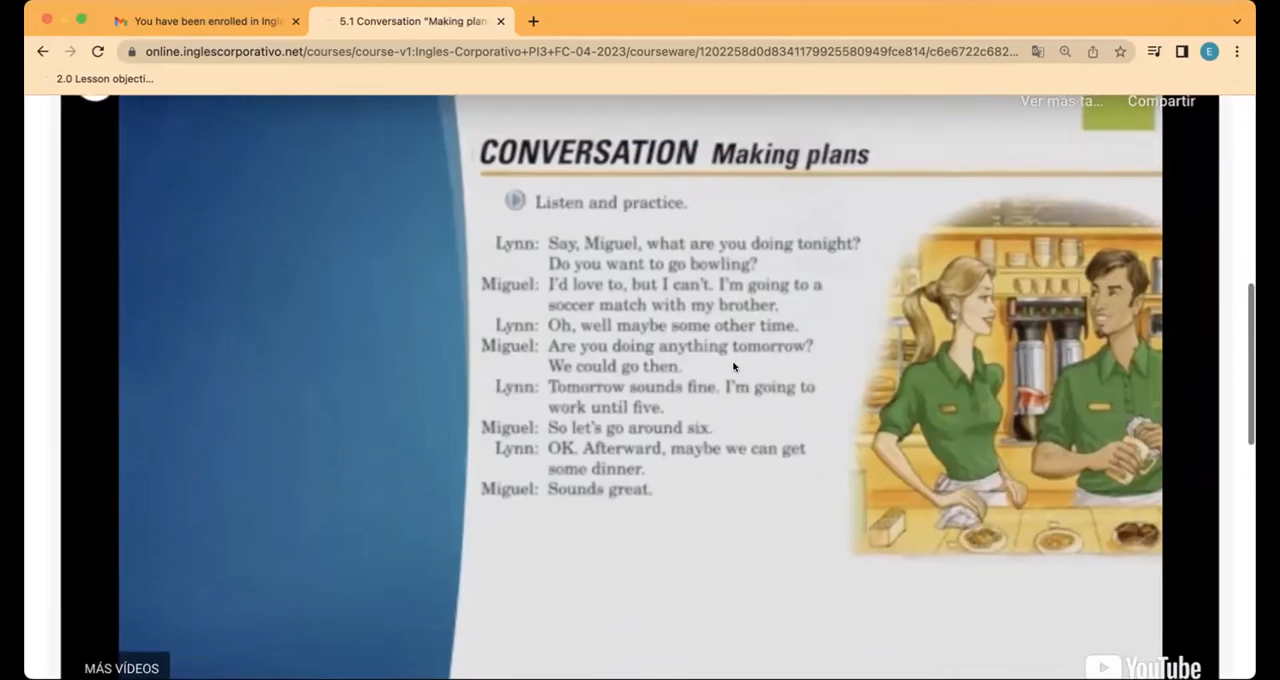 You have been enrolled in Ingl
5.1 Conversation "Making plan
online.inglescorporativo.net/courses/course-v1:Ingles-Corporativo+PI3+FC-04-2023/courseware/1202258d0d8341179925580949fce814/c6e6722c682...
E
2.0 Lesson objecti...
Ver más ta...
Compartir
CONVERSATION Making plans
Listen and practice.
Lynn: Say, Miguel, what are you doing tonight?
Do you want to go bowling?
Miguel: I'd love to, but I can't. I'm going to a
soccer match with my brother.
Lynn: Oh, well maybe some other time.
Miguel: Are you doing anything tomorrow?
We could go then.
Lynn: Tomorrow sounds fine. I'm going to
work until five.
Miguel: So let's go around six.
Lynn: OK. Afterward, maybe we can get
some dinner.
Miguel: Sounds great.
MÁS VÍDEOS
YouTube